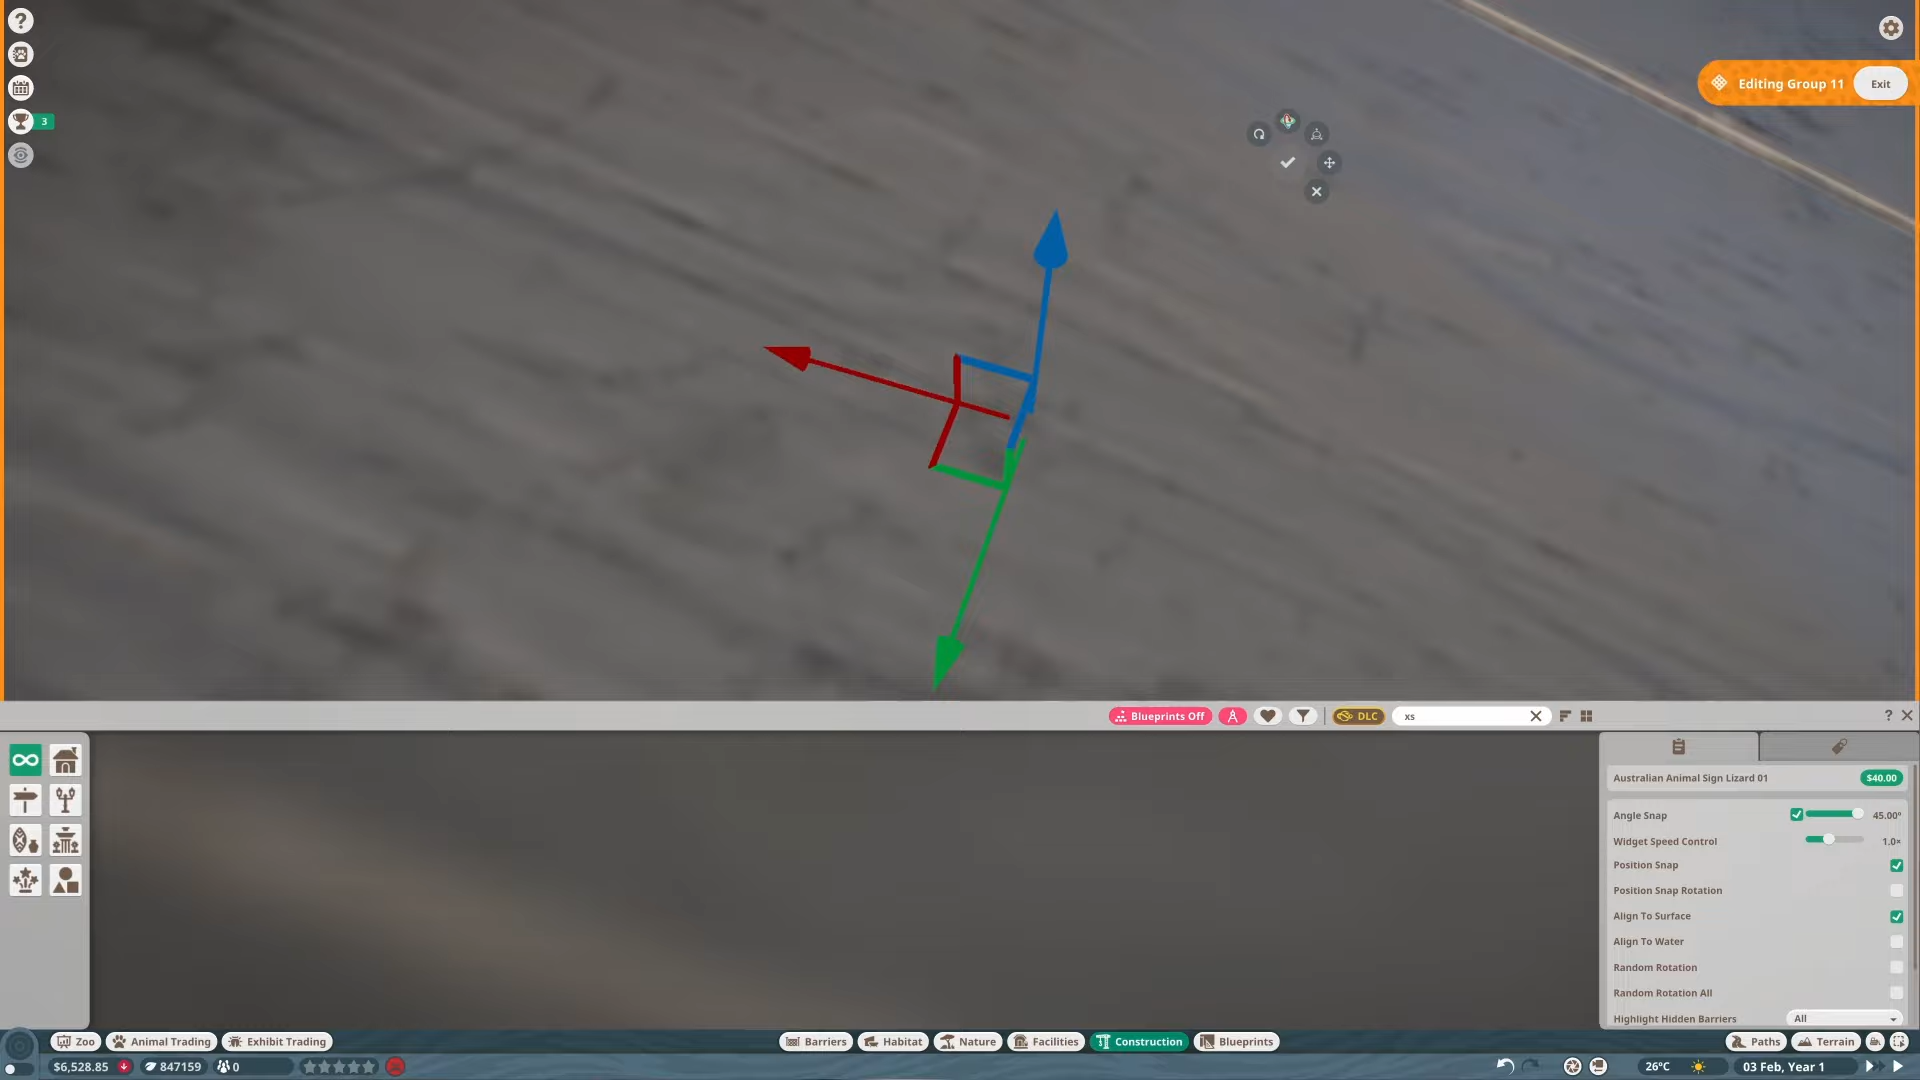 ?
3
Editing Group 11 Exit
Blueprints Off
DLC
xs
?
Australian Animal Sign Lizard 01 $40.00
Angle Snap 45.00°
Widget Speed Control 1.0×
Position Snap
Position Snap Rotation
Align To Surface
Align To Water
Random Rotation
Random Rotation All
Highlight Hidden Barriers All
Zoo Animal Trading Exhibit Trading Barriers Habitat Nature Facilities Construction Blueprints Paths Terrain
$6,528.85 847159 0 26°C 03 Feb, Year 1